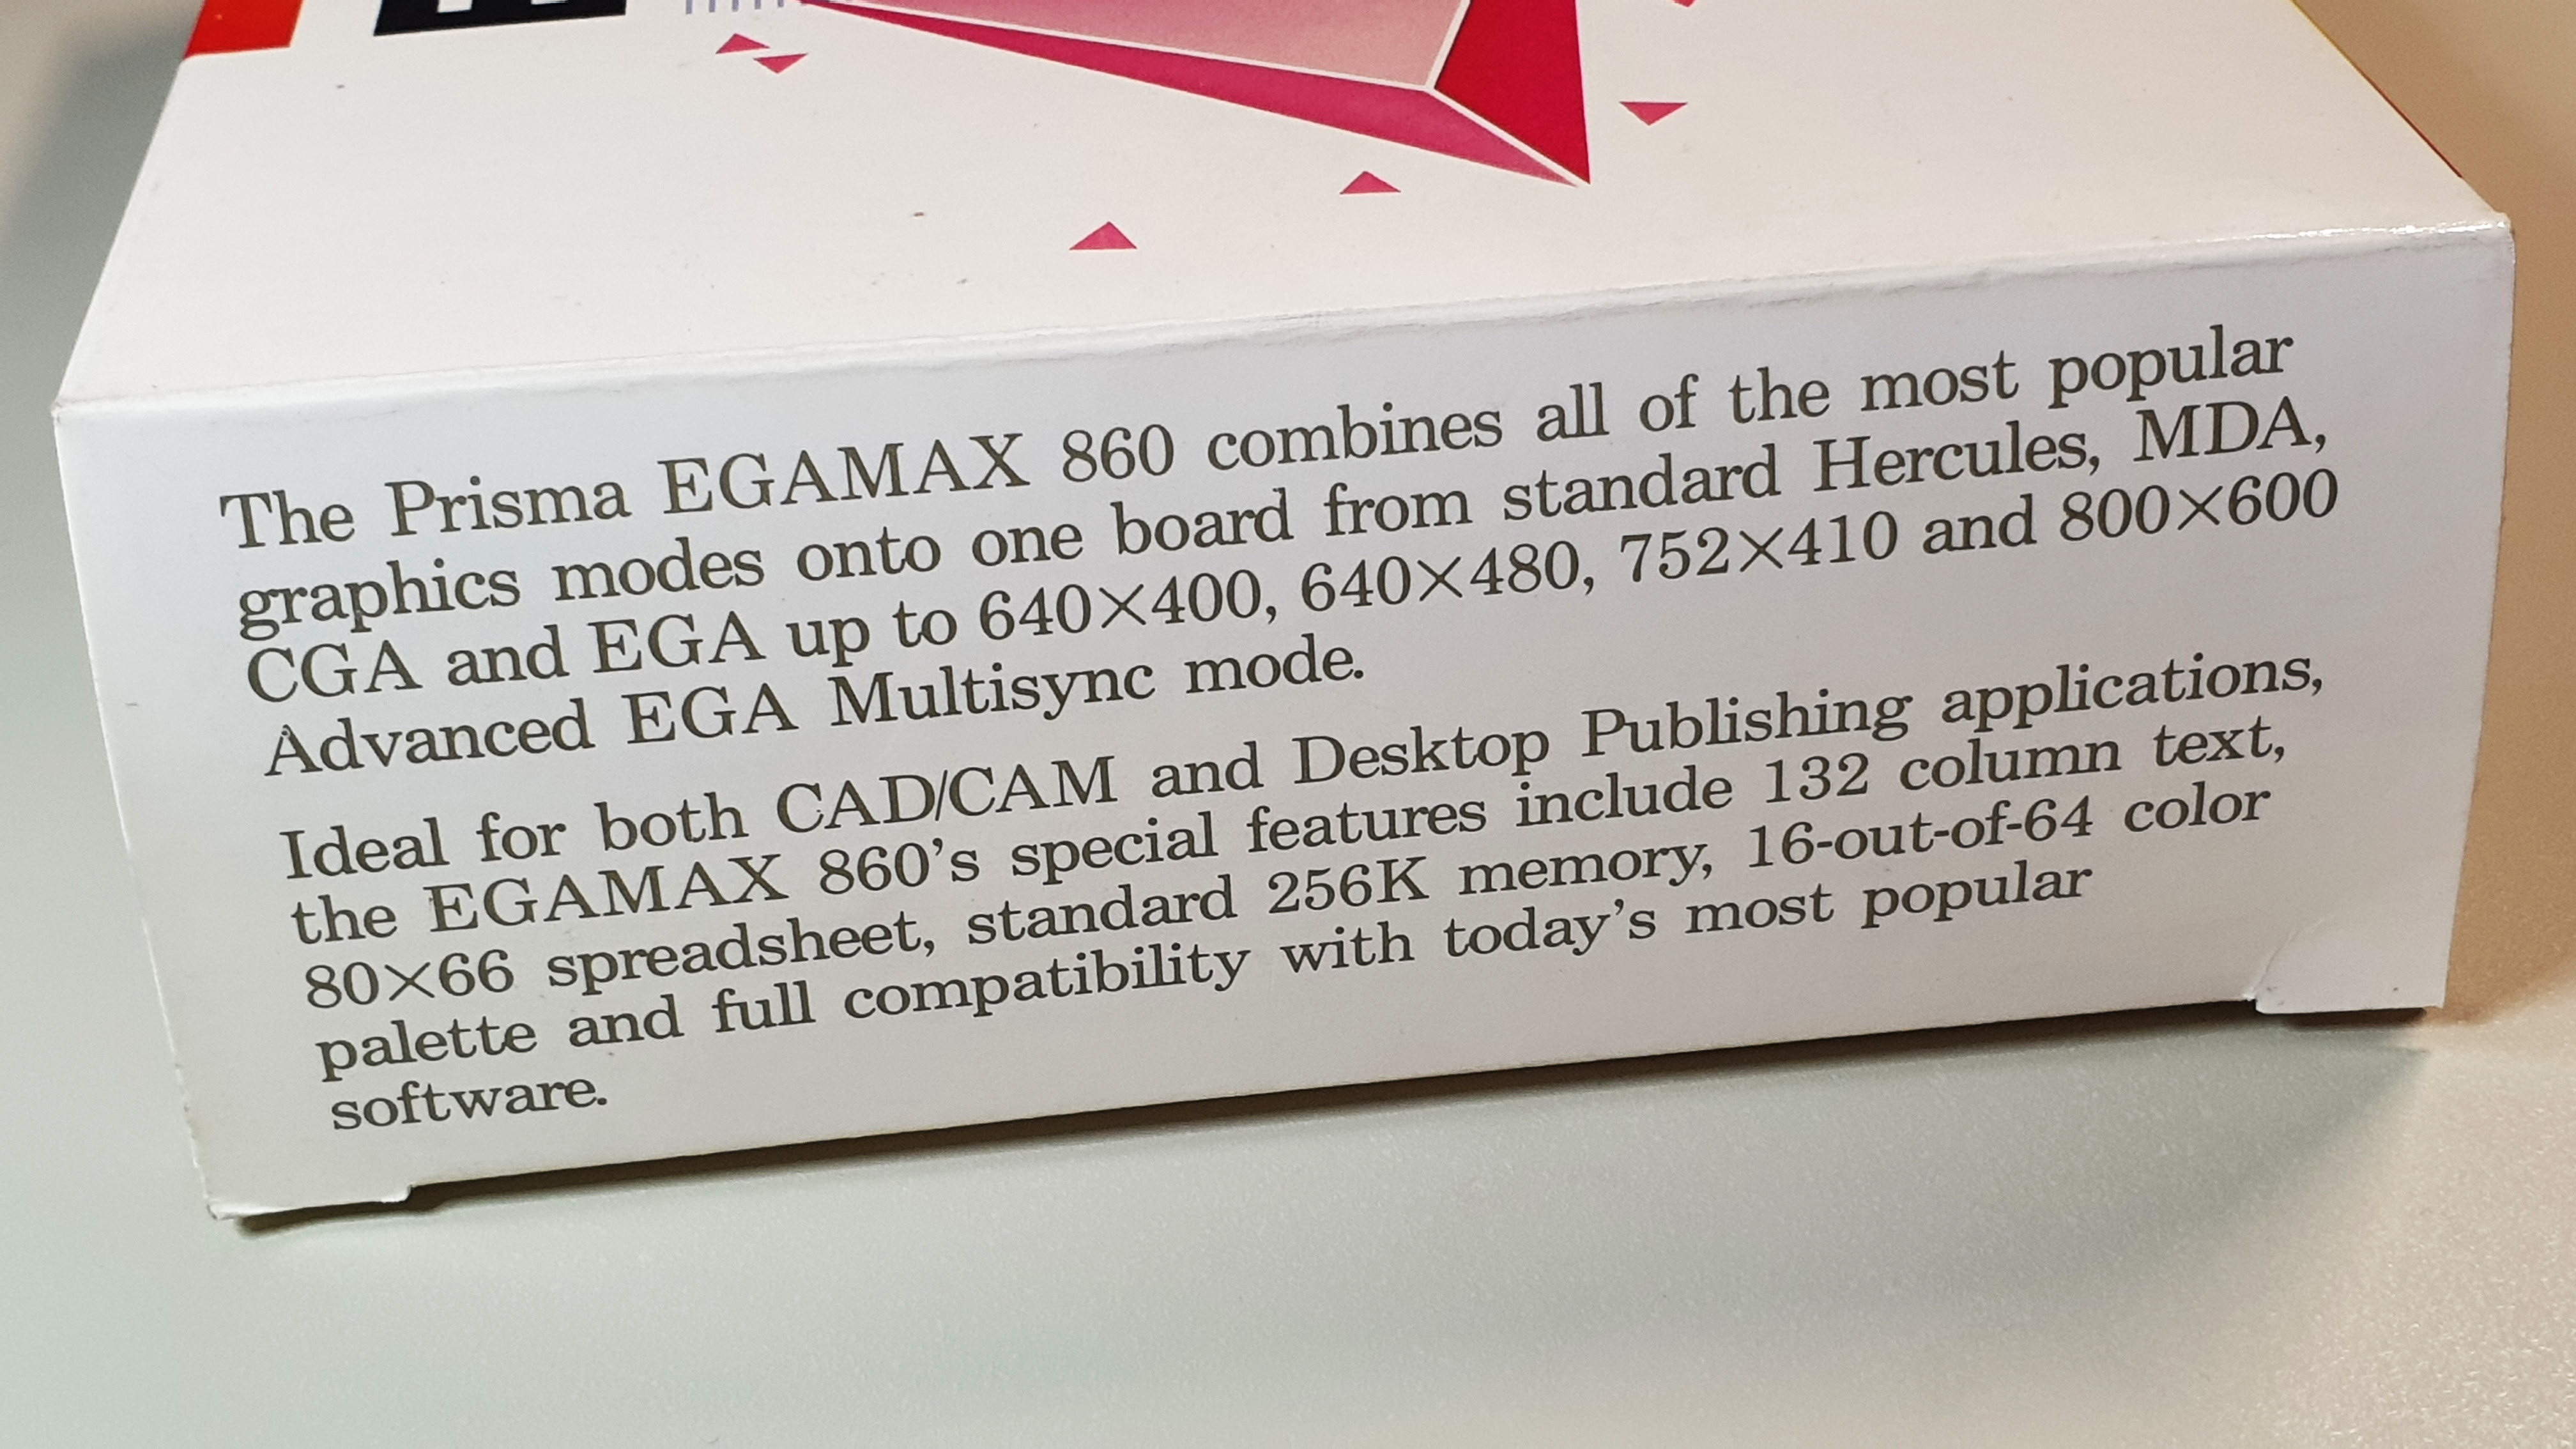 The Prisma EGAMAX 860 combines all of the most popular
graphics modes onto one board from standard Hercules, MDA,
CGA and EGA up to 640×400, 640×480, 752×410 and 800×600
Advanced EGA Multisync mode.
Ideal for both CAD/CAM and Desktop Publishing applications,
the EGAMAX 860's special features include 132 column text,
80×66 spreadsheet, standard 256K memory, 16-out-of-64 color
palette and full compatibility with today's most popular
software.